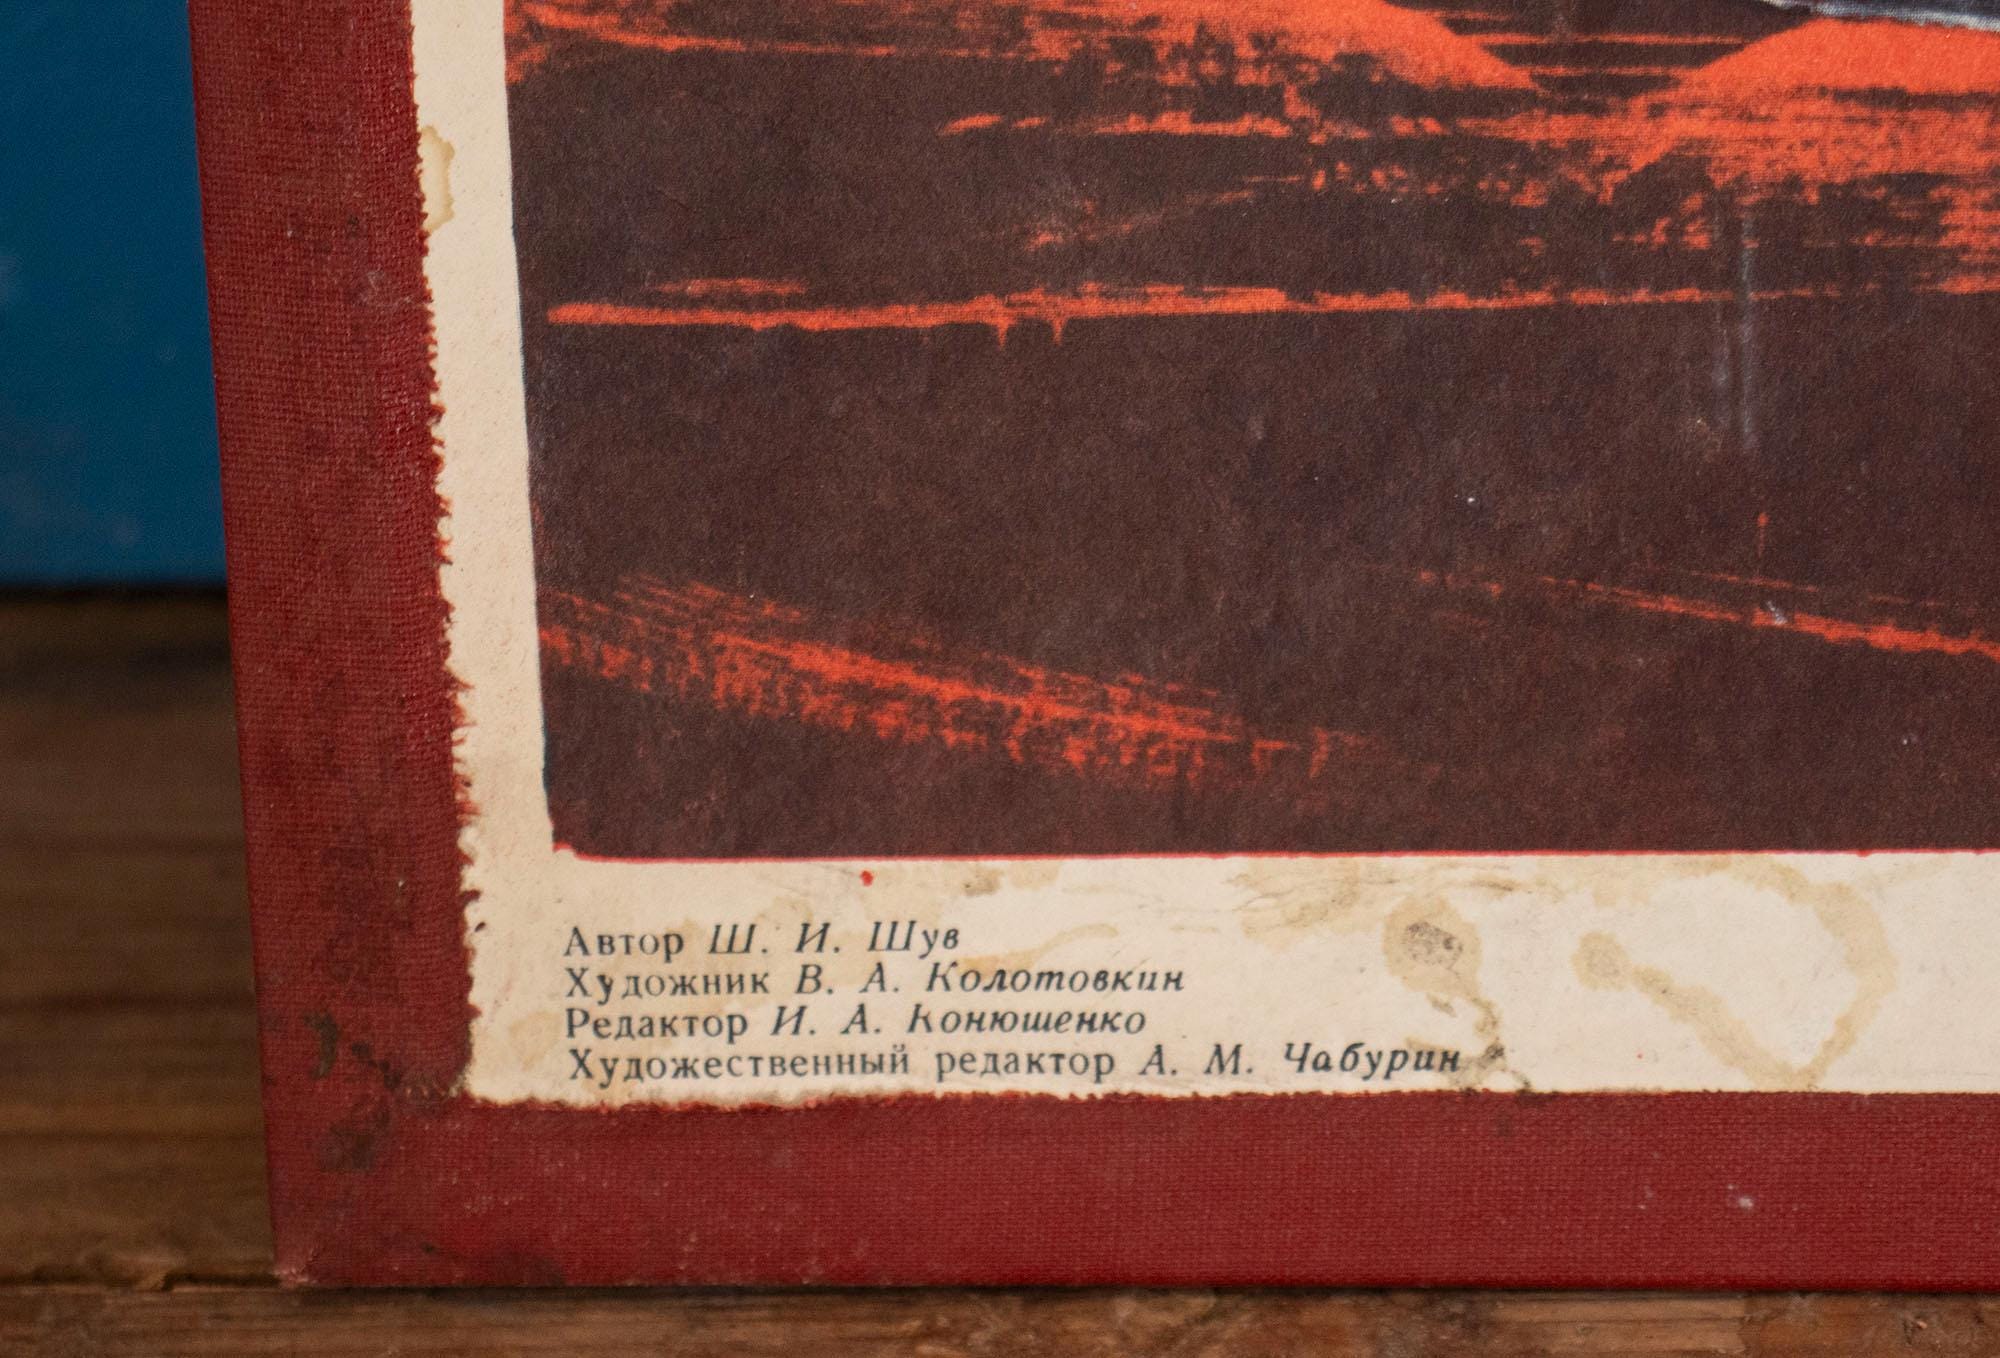 Автор Ш. И. Шув
Художник В. А. Колотовкин
Редактор И. А. Конюшенко
Художественный редактор А. М. Чабурин